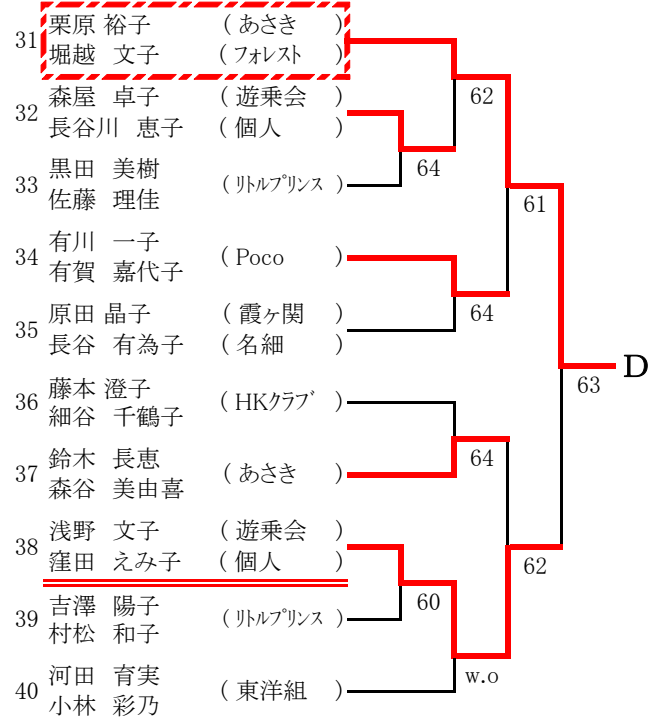 31 栗原 裕子 ( あさき )
堀越 文子 ( フォレスト )
62
32 森屋 卓子 ( 遊乗会 )
長谷川 恵子 ( 個人 )
64
33 黒田 美樹 ( リトルプリンス )
佐藤 理佳
61
34 有川 一子 ( Poco )
有賀 嘉代子
64
35 原田 晶子 ( 霞ヶ関 )
長谷 有為子 ( 名細 )
D
63
36 藤本 澄子 ( HKクラブ )
細谷 千鶴子
64
37 鈴木 長恵 ( あさき )
森谷 美由喜
38 浅野 文子 ( 遊乗会 )
窪田 えみ子 ( 個人 )
62
60
39 吉澤 陽子 ( リトルプリンス )
村松 和子
w.o
40 河田 育実 ( 東洋組 )
小林 彩乃